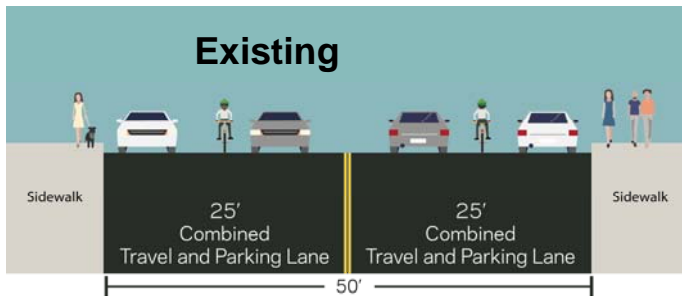 Existing
Sidewalk
25'
Combined
Travel and Parking Lane
25'
Combined
Travel and Parking Lane
Sidewalk
50'